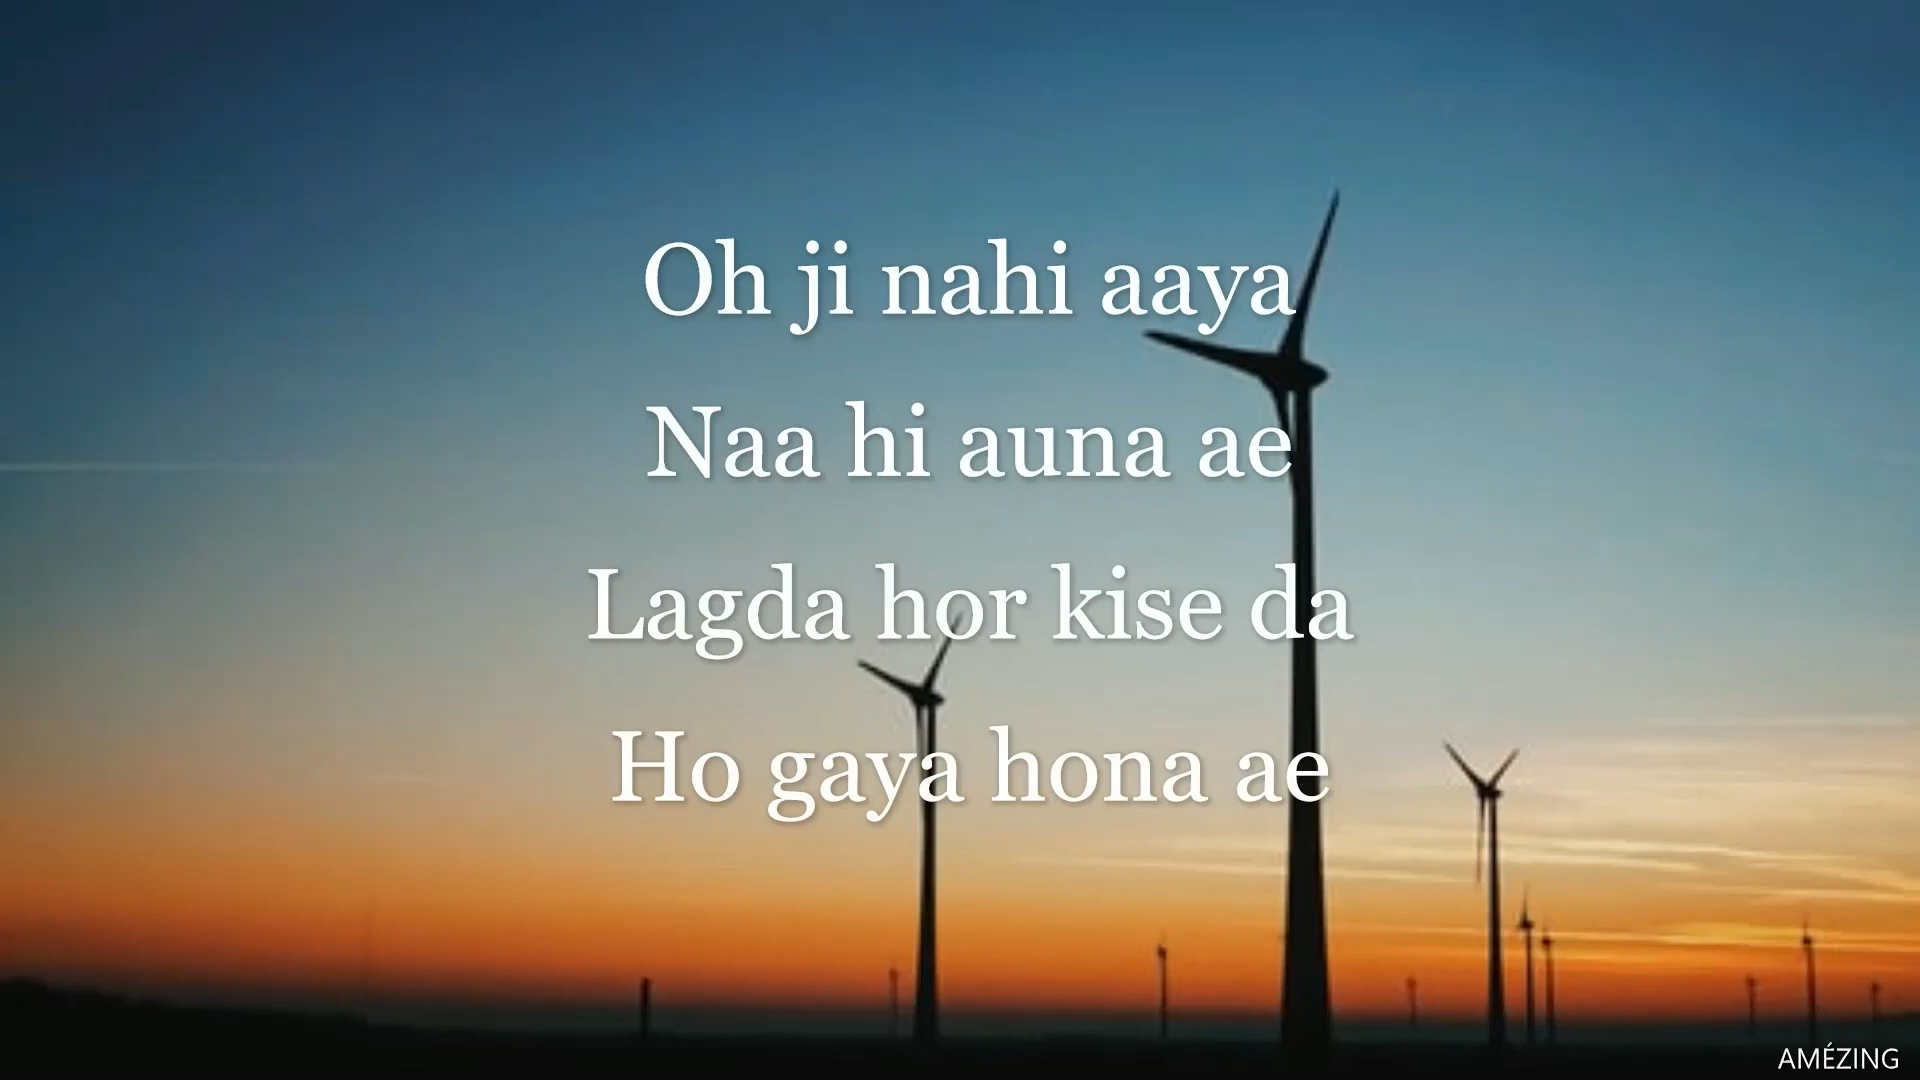 Oh ji nahi aaya
Naa hi auna ae
Lagda hor kise da
Ho gaya hona ae
AMÉZING